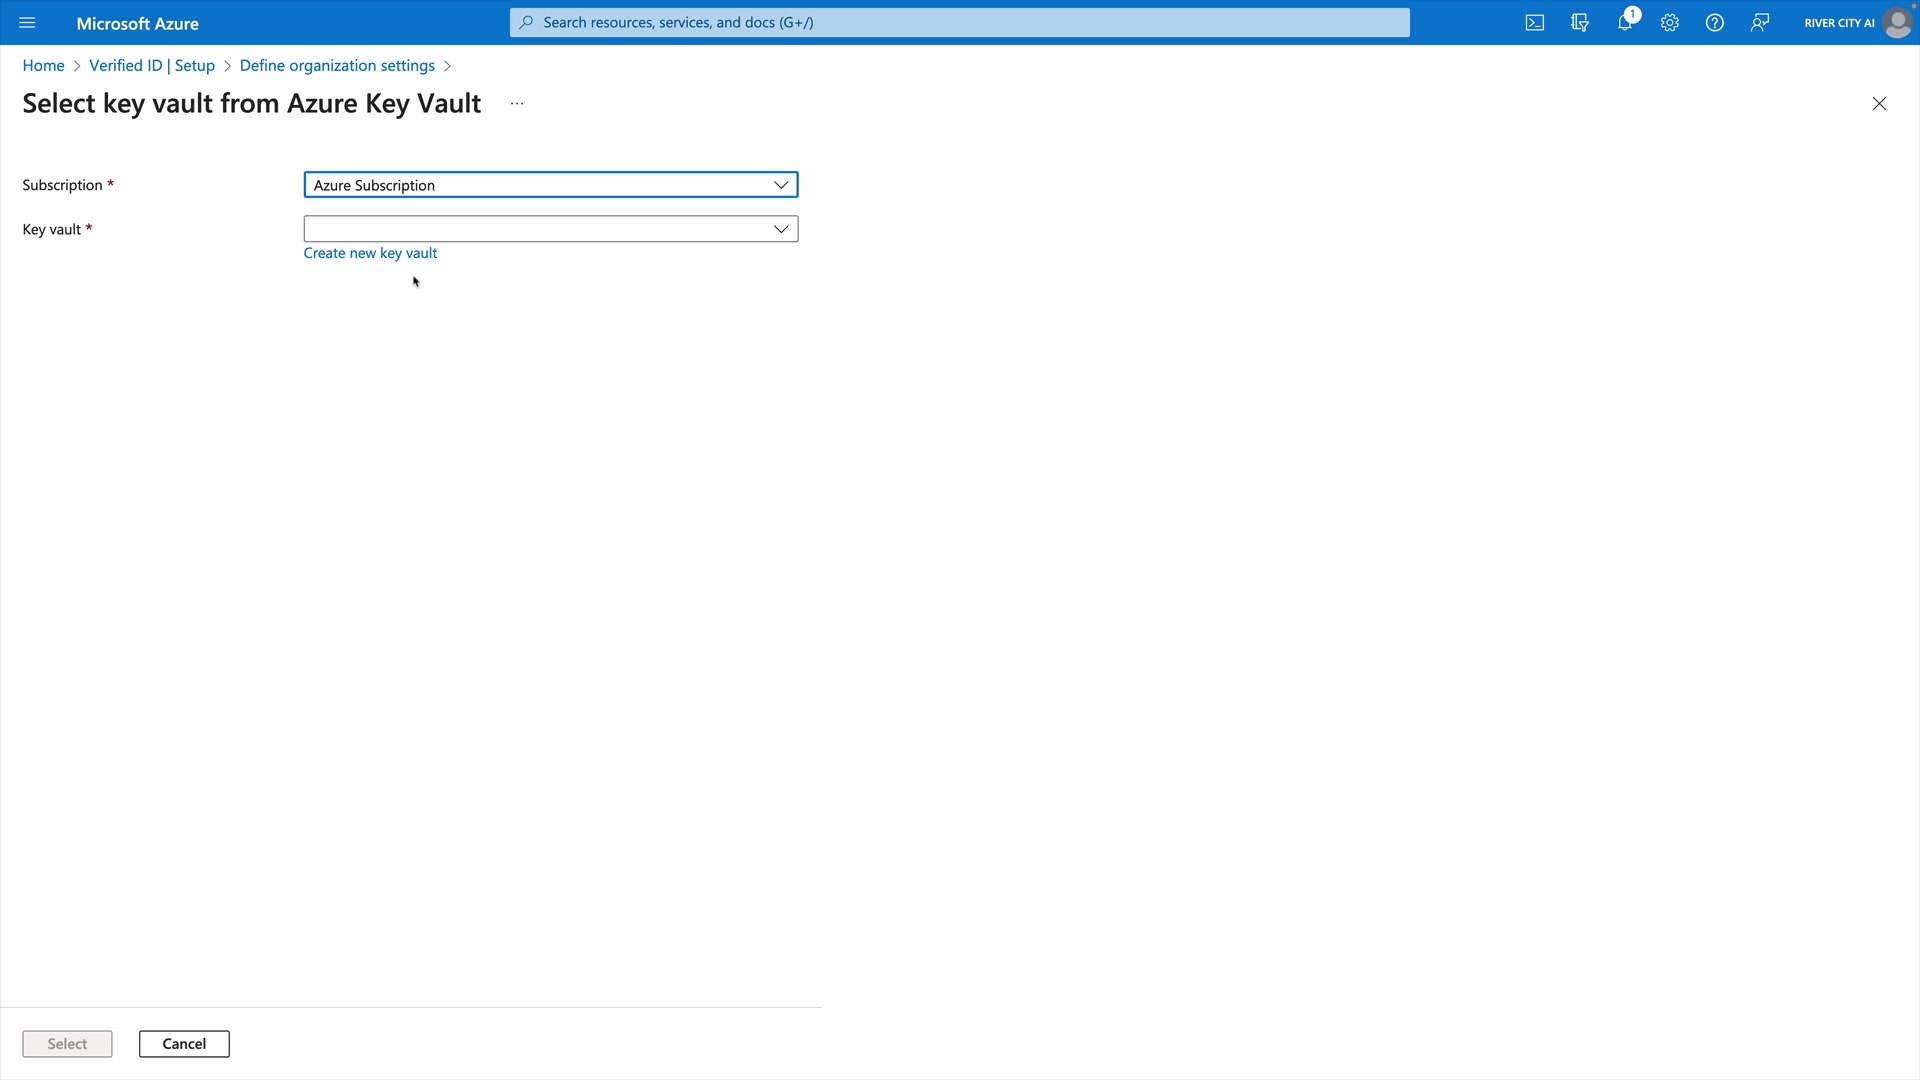 Microsoft Azure
Search resources, services, and docs (G+/)
1
RIVER CITY AI
Home > Verified ID | Setup > Define organization settings >
Select key vault from Azure Key Vault ...
Subscription *
Azure Subscription
Key vault *
Create new key vault
Select
Cancel